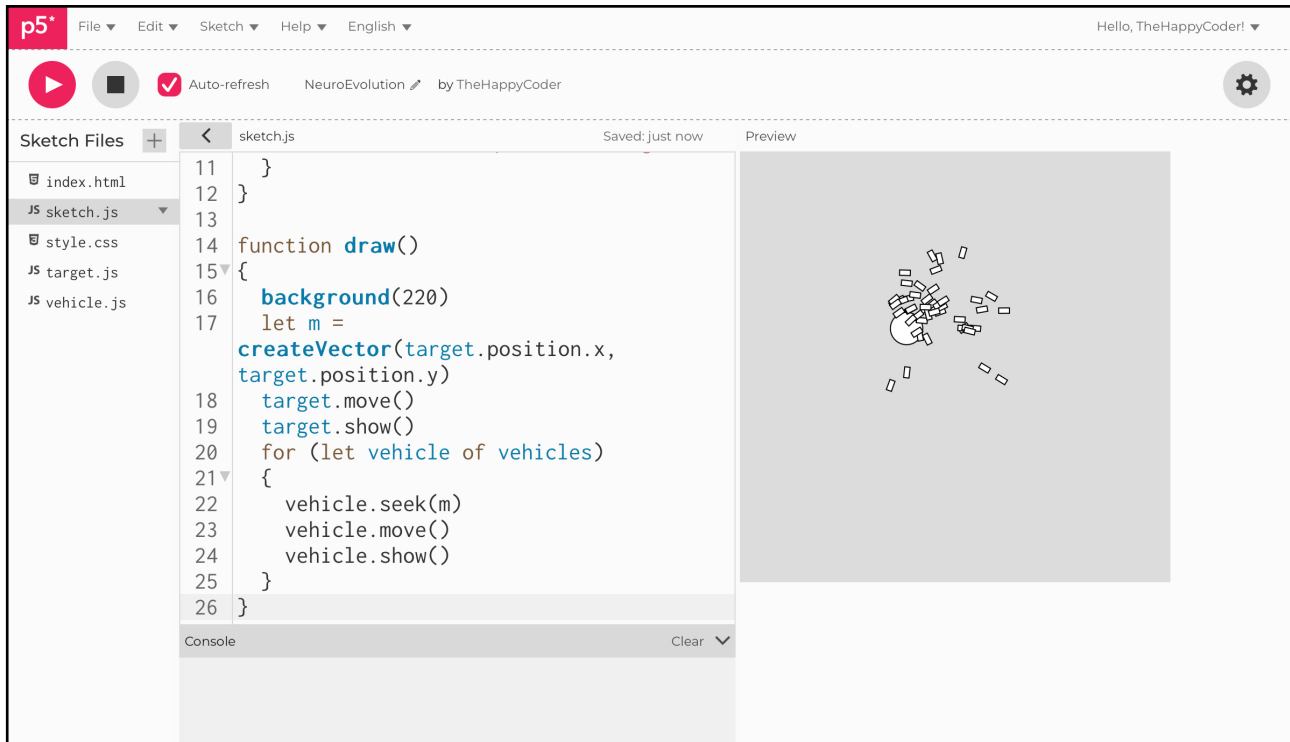 p5* File Edit Sketch Help English Hello, TheHappyCoder!
Auto-refresh NeuroEvolution by TheHappyCoder
Sketch Files +
index.html
JS sketch.js
style.css
JS target.js
JS vehicle.js
sketch.js Saved: just now
11   }
12 }
13
14 function draw()
15 {
16   background(220)
17   let m =
createVector(target.position.x,
target.position.y)
18   target.move()
19   target.show()
20   for (let vehicle of vehicles)
21   {
22     vehicle.seek(m)
23     vehicle.move()
24     vehicle.show()
25   }
26 }
Console Clear
Preview